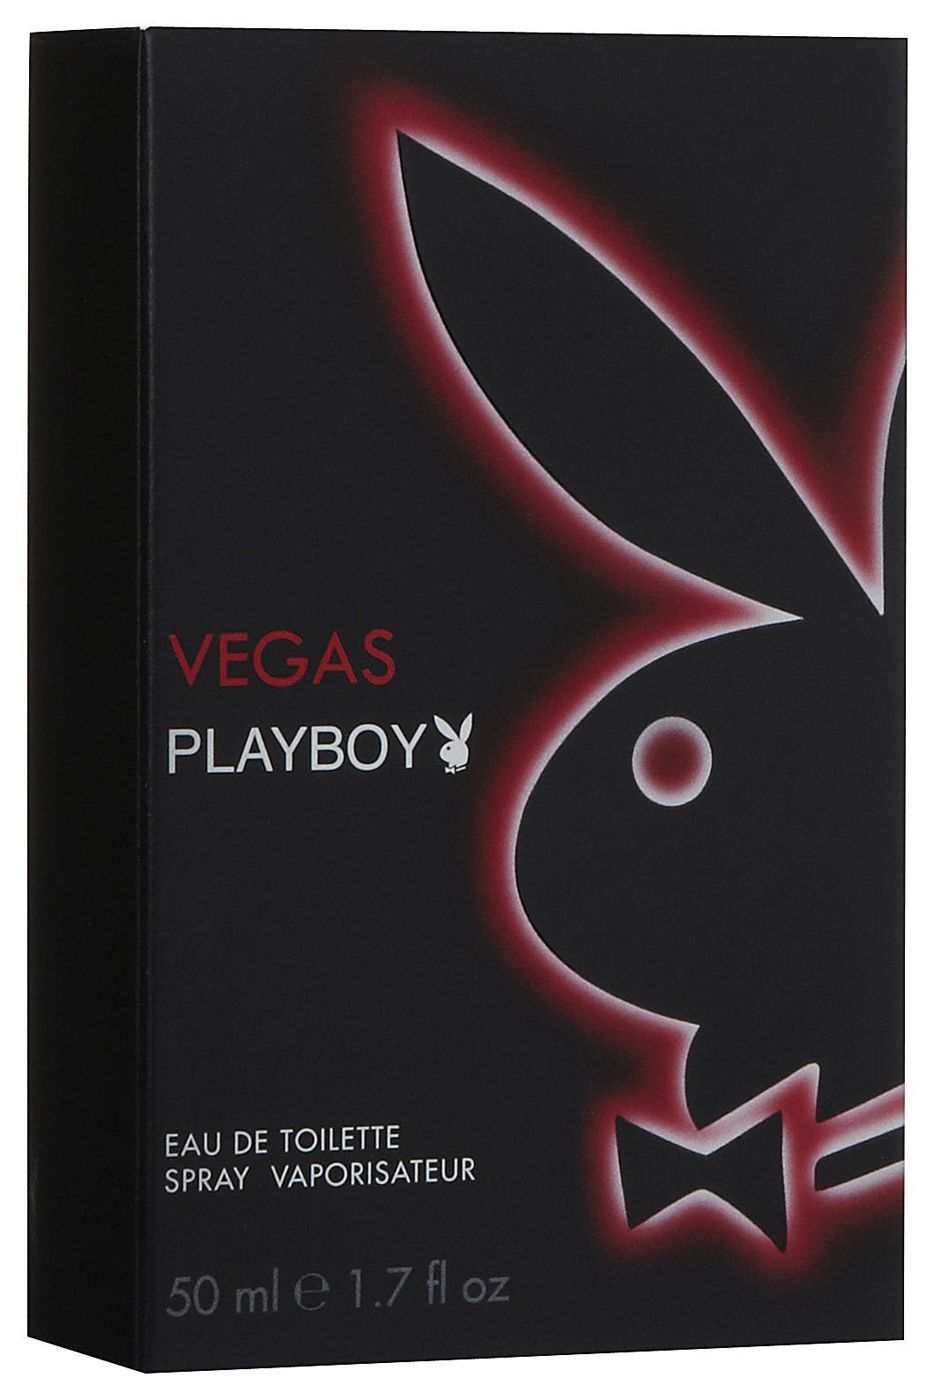 VEGAS
PLAYBOY
EAU DE TOILETTE
SPRAY VAPORISATEUR
50 ml ℮ 1.7 fl oz